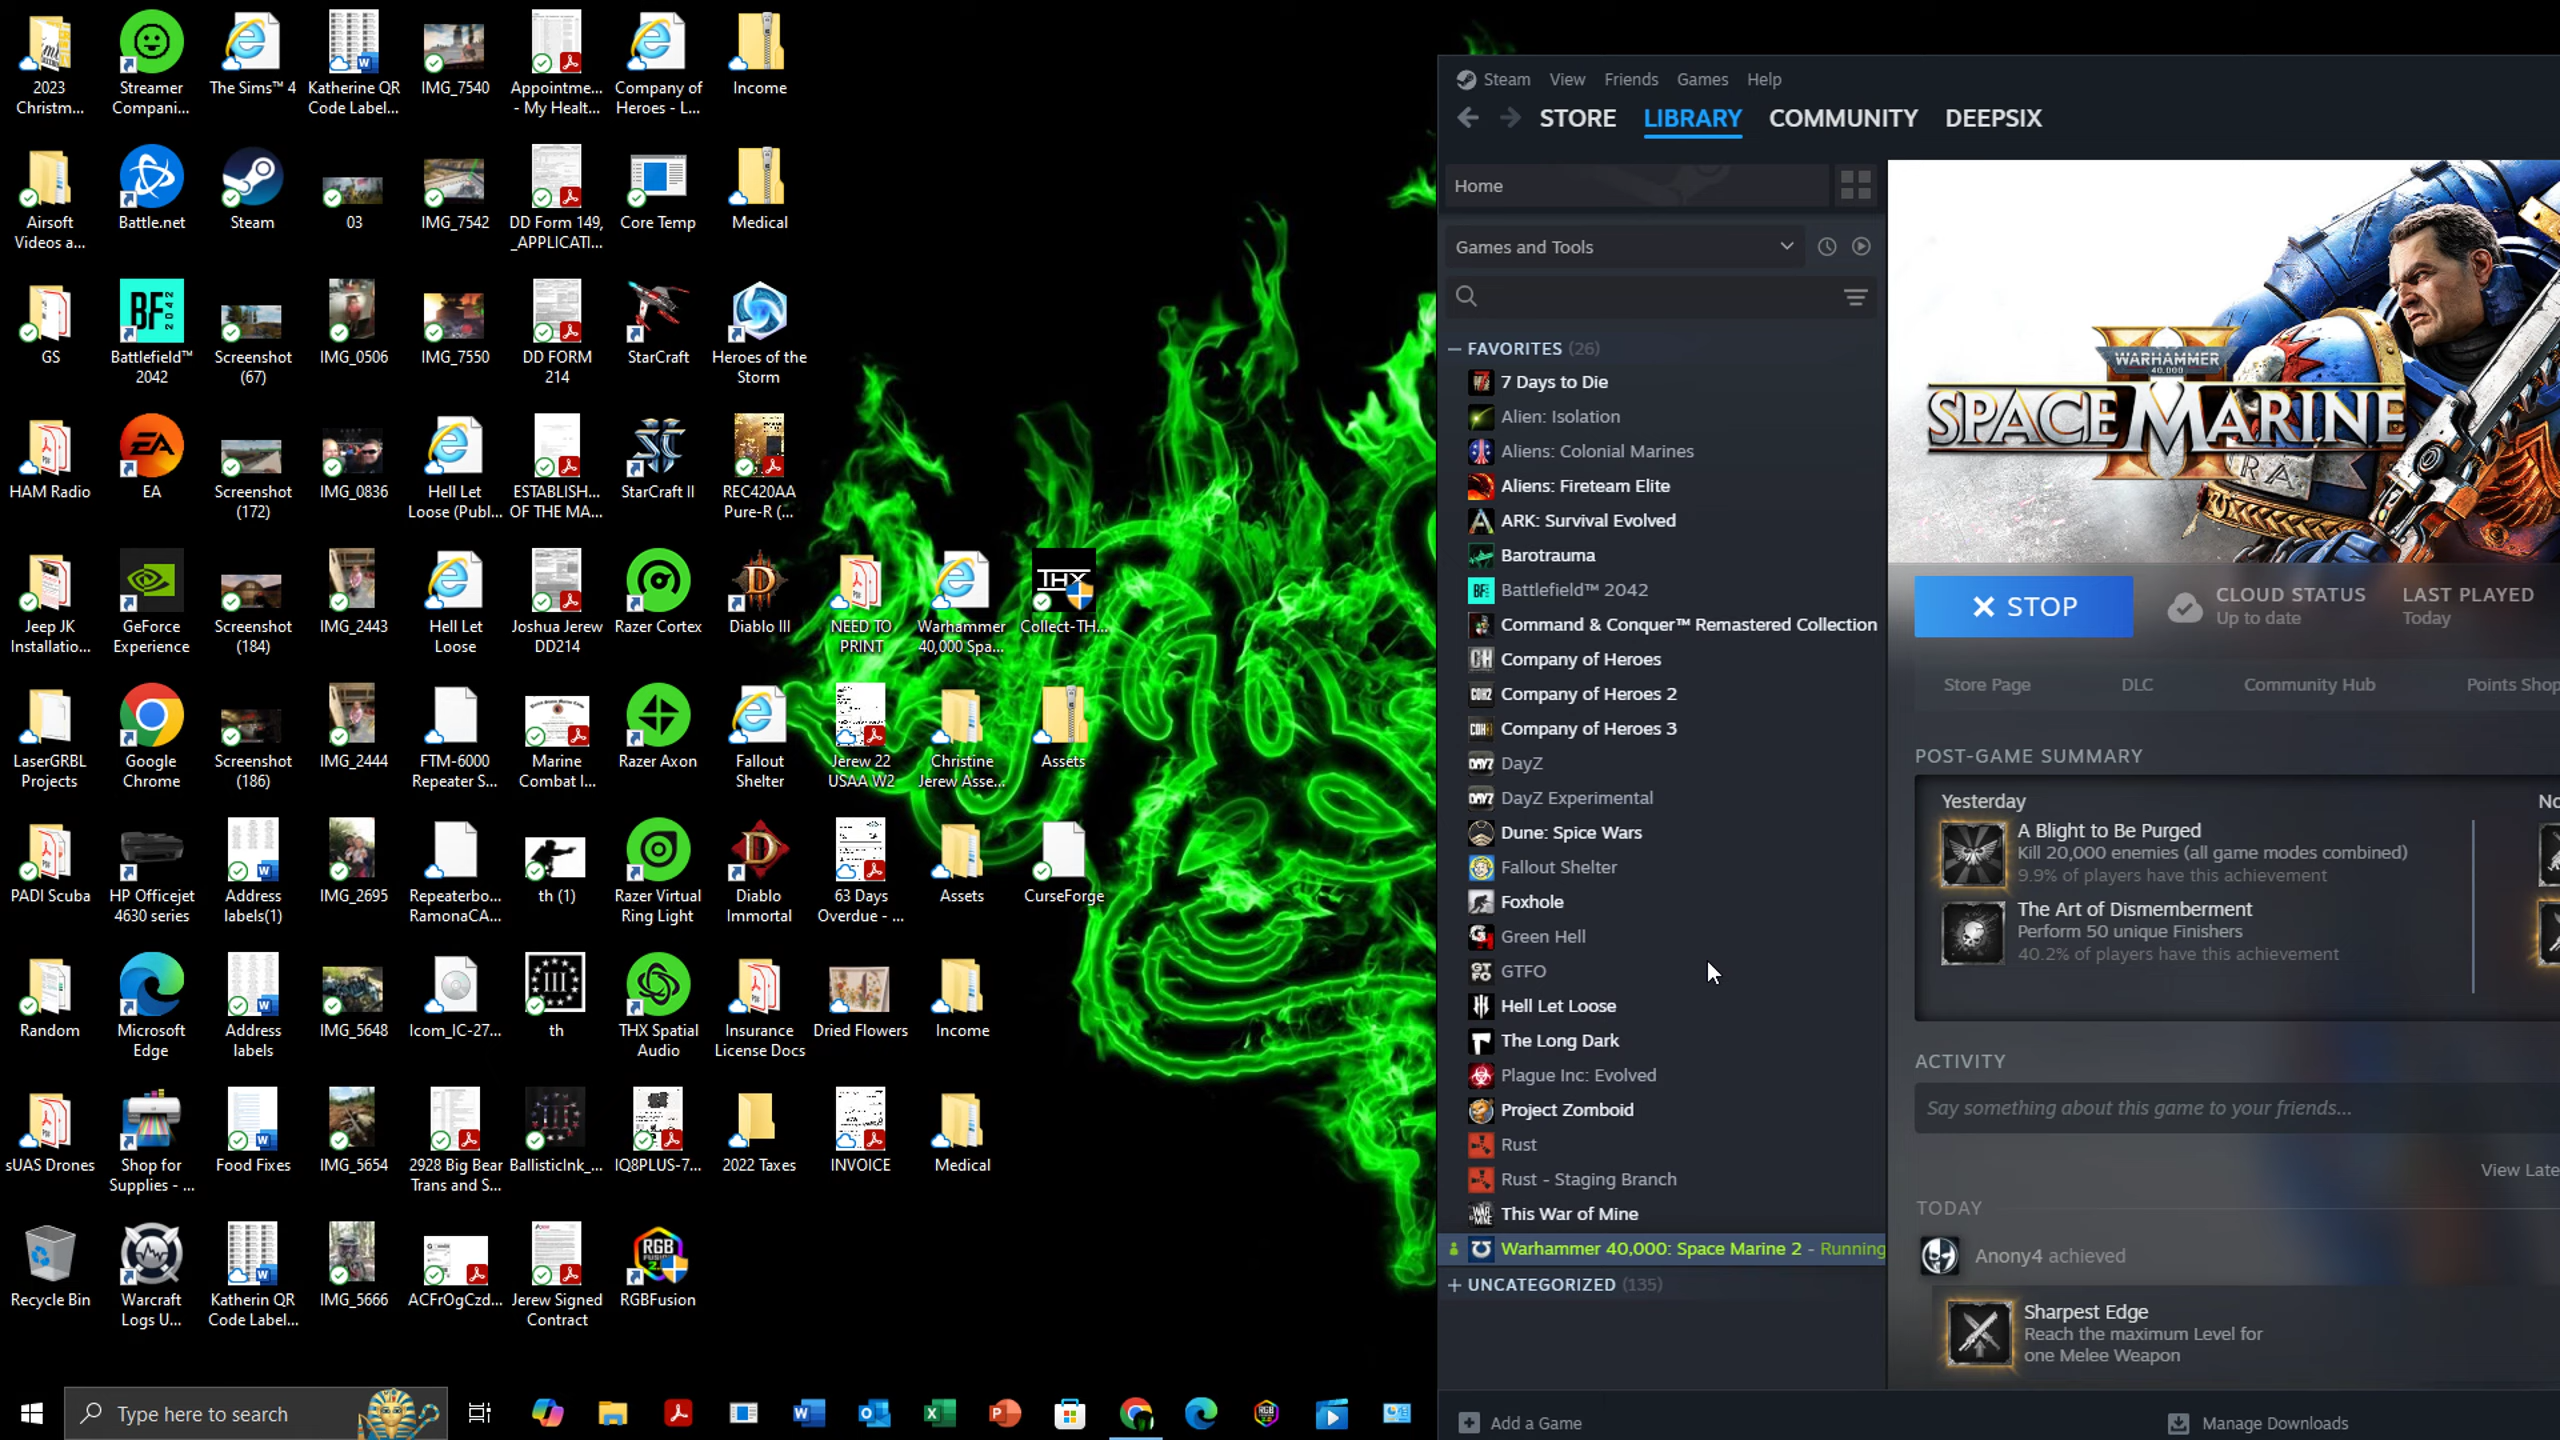 2023
Christm...
Streamer
Compani...
The Sims™ 4
Katherine QR
Code Label...
IMG_7540
Appointme...
- My Healt...
Company of
Heroes - L...
Income
Airsoft
Videos a...
Battle.net
Steam
03
IMG_7542
DD Form 149,
_APPLICATI...
Core Temp
Medical
GS
BF 2042
Battlefield™
2042
Screenshot
(67)
IMG_0506
IMG_7550
DD FORM
214
StarCraft
Heroes of the
Storm
HAM Radio
EA
EA
Screenshot
(172)
IMG_0836
Hell Let
Loose (Publ...
ESTABLISH...
OF THE MA...
StarCraft II
REC420AA
Pure-R (...
Jeep JK
Installatio...
GeForce
Experience
Screenshot
(184)
IMG_2443
Hell Let
Loose
Joshua Jerew
DD214
Razer Cortex
Diablo III
NEED TO
PRINT
Warhammer
40,000 Spa...
THX
Collect-TH...
LaserGRBL
Projects
Google
Chrome
Screenshot
(186)
IMG_2444
FTM-6000
Repeater S...
Marine
Combat I...
Razer Axon
Fallout
Shelter
Jerew 22
USAA W2
Christine
Jerew Asse...
Assets
PADI Scuba
HP Officejet
4630 series
Address
labels(1)
IMG_2695
Repeaterbo...
RamonaCA...
th (1)
Razer Virtual
Ring Light
Diablo
Immortal
63 Days
Overdue - ...
Assets
CurseForge
Random
Microsoft
Edge
Address
labels
IMG_5648
Icom_IC-27...
th
THX Spatial
Audio
Insurance
License Docs
Dried Flowers
Income
sUAS Drones
Shop for
Supplies - ...
Food Fixes
IMG_5654
2928 Big Bear
Trans and S...
BallisticInk_...
IQ8PLUS-7...
2022 Taxes
INVOICE
Medical
Recycle Bin
Warcraft
Logs U...
Katherin QR
Code Label...
IMG_5666
ACFrOgCzd...
Jerew Signed
Contract
RGB
RGBFusion
Type here to search
Steam View Friends Games Help
STORE LIBRARY COMMUNITY DEEPSIX
Home
Games and Tools
FAVORITES (26)
7 Days to Die
Alien: Isolation
Aliens: Colonial Marines
Aliens: Fireteam Elite
ARK: Survival Evolved
Barotrauma
Battlefield™ 2042
Command & Conquer™ Remastered Collection
Company of Heroes
Company of Heroes 2
Company of Heroes 3
DayZ
DayZ Experimental
Dune: Spice Wars
Fallout Shelter
Foxhole
Green Hell
GTFO
Hell Let Loose
The Long Dark
Plague Inc: Evolved
Project Zomboid
Rust
Rust - Staging Branch
This War of Mine
Warhammer 40,000: Space Marine 2 - Running
UNCATEGORIZED (135)
Add a Game
WARHAMMER
40,000
SPACE MARINE
STOP
CLOUD STATUS
Up to date
LAST PLAYED
Today
Store Page DLC Community Hub Points Shop
POST-GAME SUMMARY
Yesterday
A Blight to Be Purged
Kill 20,000 enemies (all game modes combined)
9.9% of players have this achievement
The Art of Dismemberment
Perform 50 unique Finishers
40.2% of players have this achievement
ACTIVITY
Say something about this game to your friends...
View Late
TODAY
Anony4 achieved
Sharpest Edge
Reach the maximum Level for
one Melee Weapon
Manage Downloads